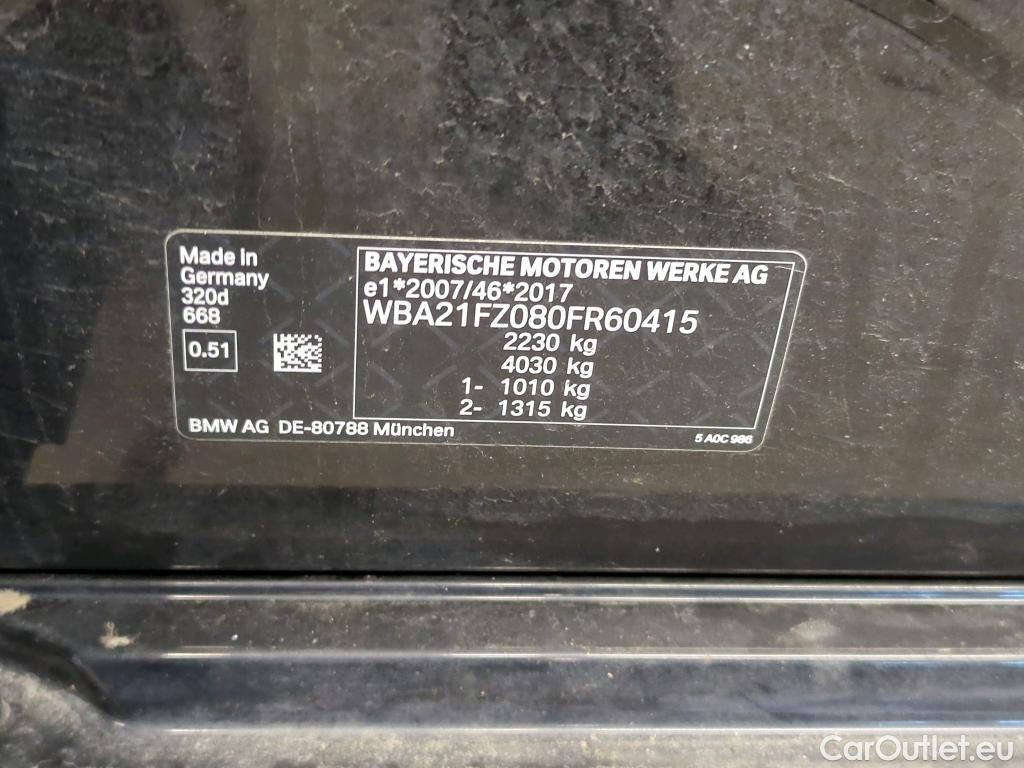 Made in
Germany
320d
668
0.51
BAYERISCHE MOTOREN WERKE AG
e1*2007/46*2017
WBA21FZ080FR60415
2230 kg
4030 kg
1- 1010 kg
2- 1315 kg
BMW AG DE-80788 München
5 A0C 986
CarOutlet.eu